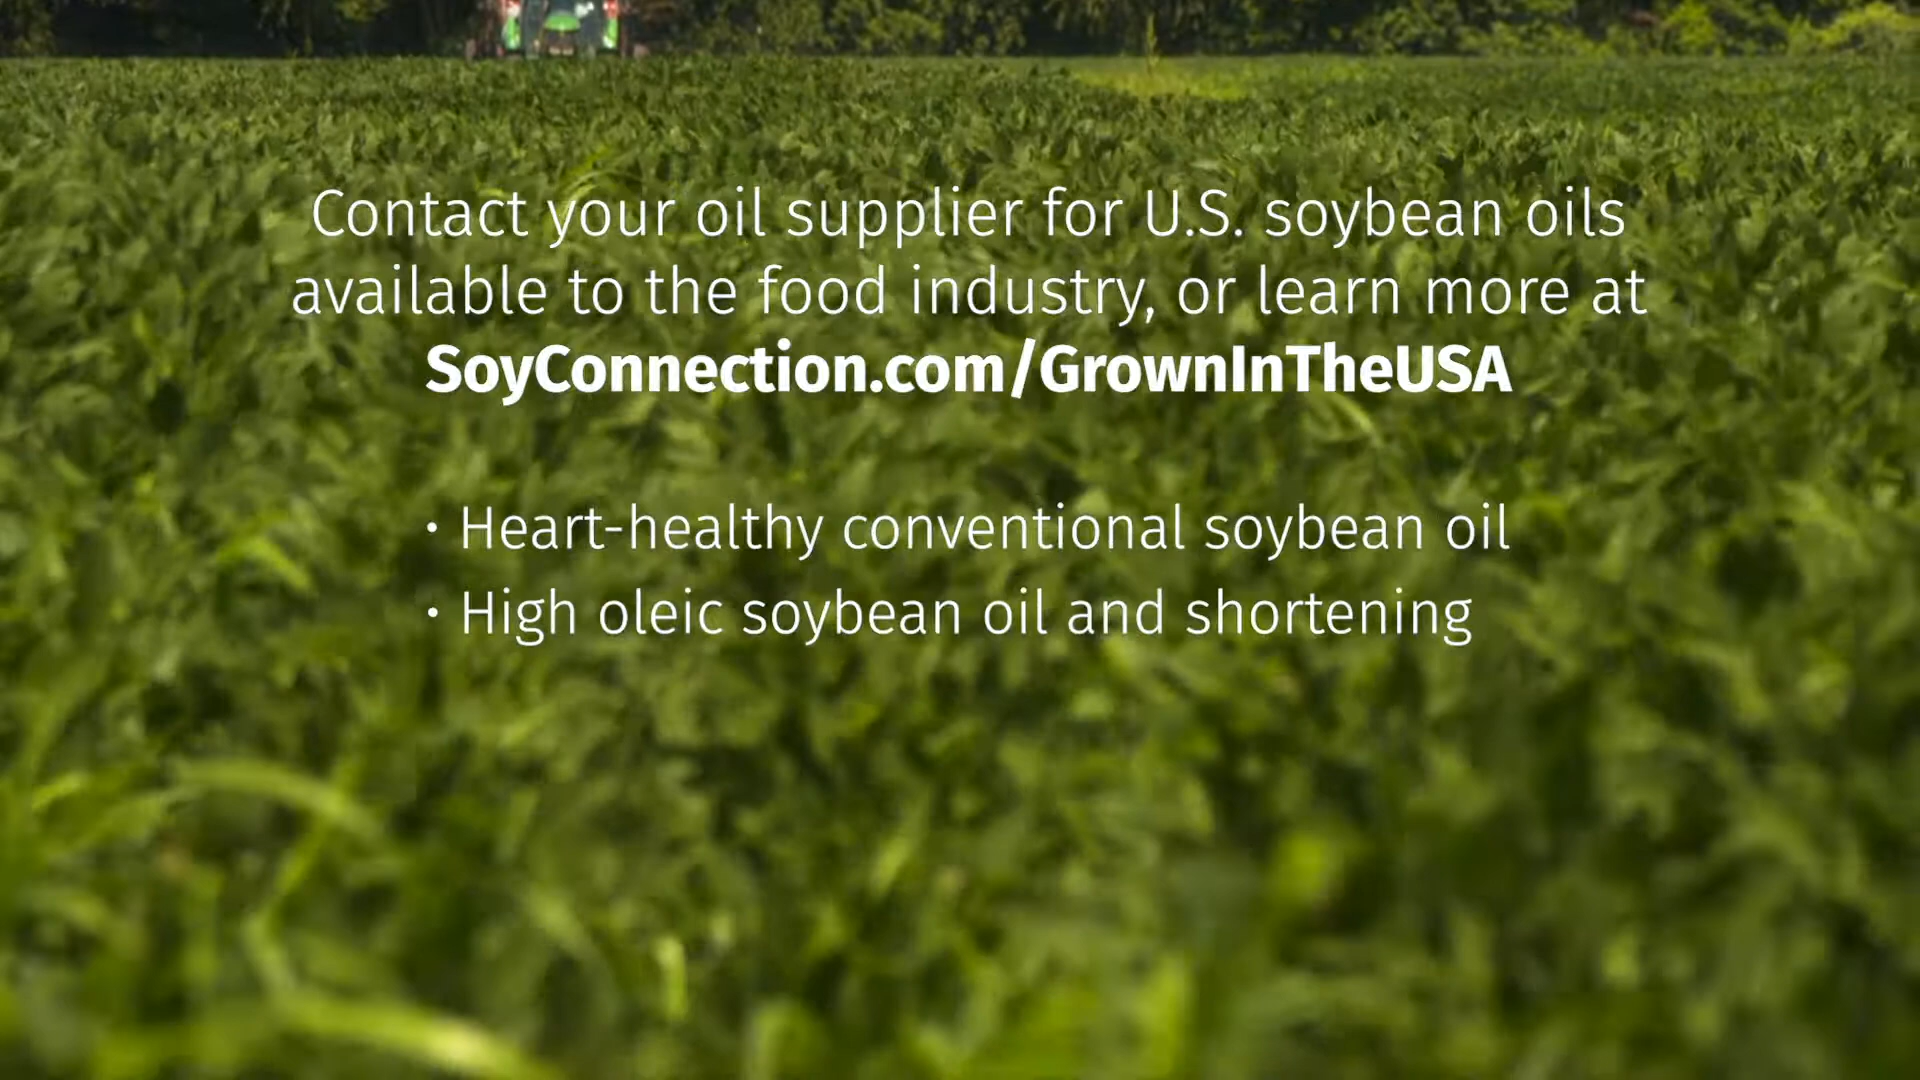 Contact your oil supplier for U.S. soybean oils
available to the food industry, or learn more at
SoyConnection.com/GrownInTheUSA
• Heart-healthy conventional soybean oil
• High oleic soybean oil and shortening